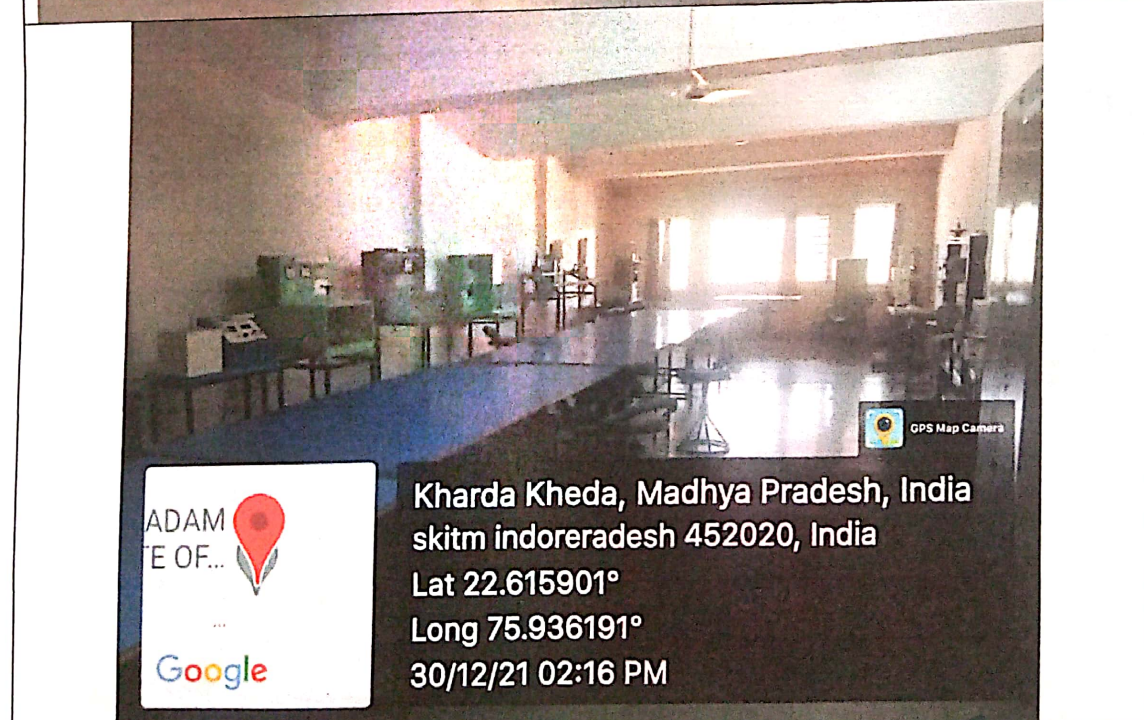 GPS Map Camera
Kharda Kheda, Madhya Pradesh, India
skitm indoreradesh 452020, India
Lat 22.615901°
Long 75.936191°
30/12/21 02:16 PM
ADAM
TE OF...
Google